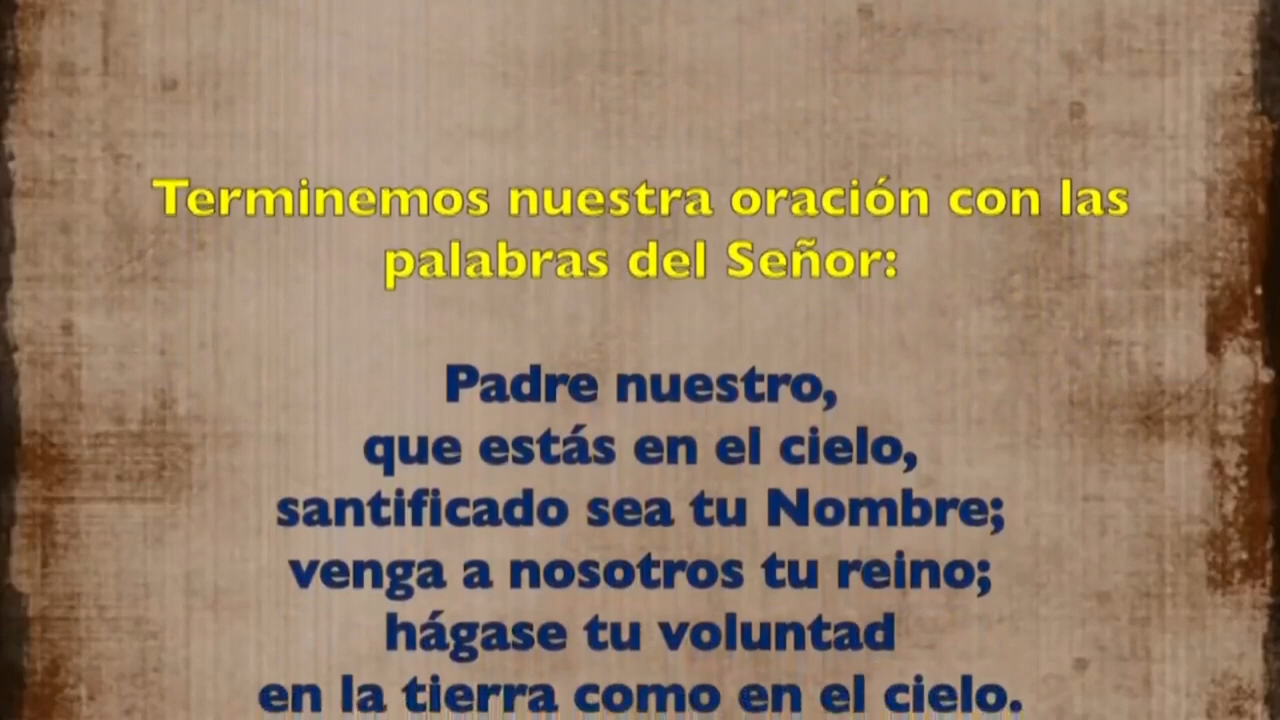 Terminemos nuestra oración con las
palabras del Señor:
Padre nuestro,
que estás en el cielo,
santificado sea tu Nombre;
venga a nosotros tu reino;
hágase tu voluntad
en la tierra como en el cielo.